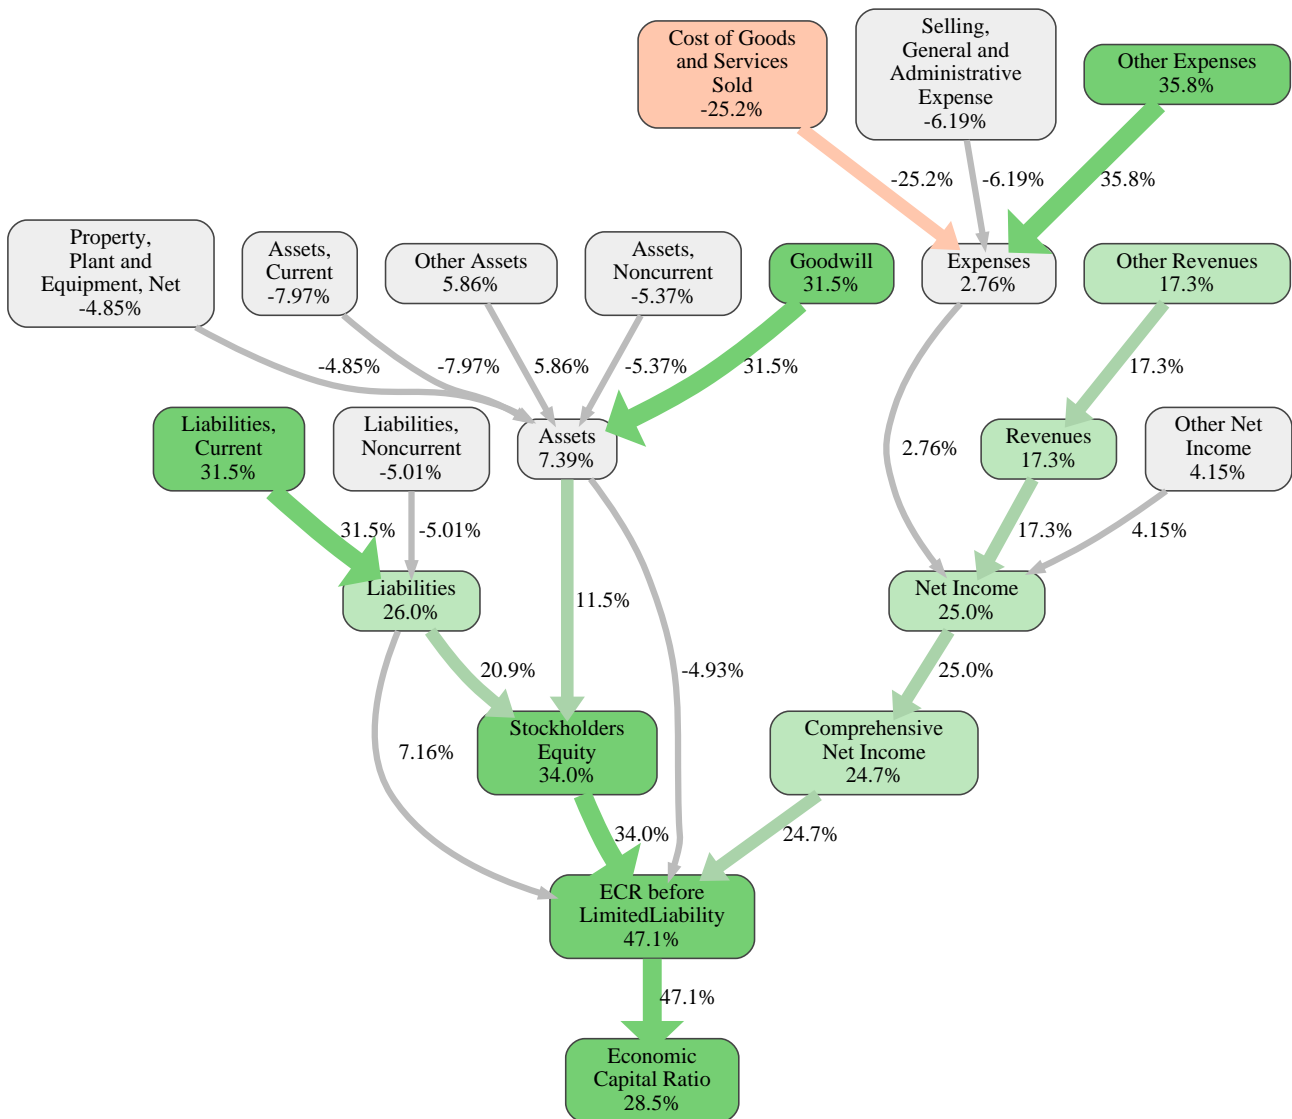 Cost of Goods
and Services
Sold
-25.2%
Selling,
General and
Administrative
Expense
-6.19%
Other Expenses
35.8%
-25.2%
-6.19%
35.8%
Property,
Plant and
Equipment, Net
-4.85%
Assets,
Current
-7.97%
Other Assets
5.86%
Assets,
Noncurrent
-5.37%
Goodwill
31.5%
Expenses
2.76%
Other Revenues
17.3%
-4.85%
-7.97%
5.86%
-5.37%
31.5%
17.3%
Liabilities,
Current
31.5%
Liabilities,
Noncurrent
-5.01%
Assets
7.39%
2.76%
Revenues
17.3%
Other Net
Income
4.15%
31.5%
-5.01%
17.3%
4.15%
Liabilities
26.0%
11.5%
Net Income
25.0%
20.9%
-4.93%
25.0%
7.16%
Stockholders
Equity
34.0%
Comprehensive
Net Income
24.7%
34.0%
24.7%
ECR before
LimitedLiability
47.1%
47.1%
Economic
Capital Ratio
28.5%